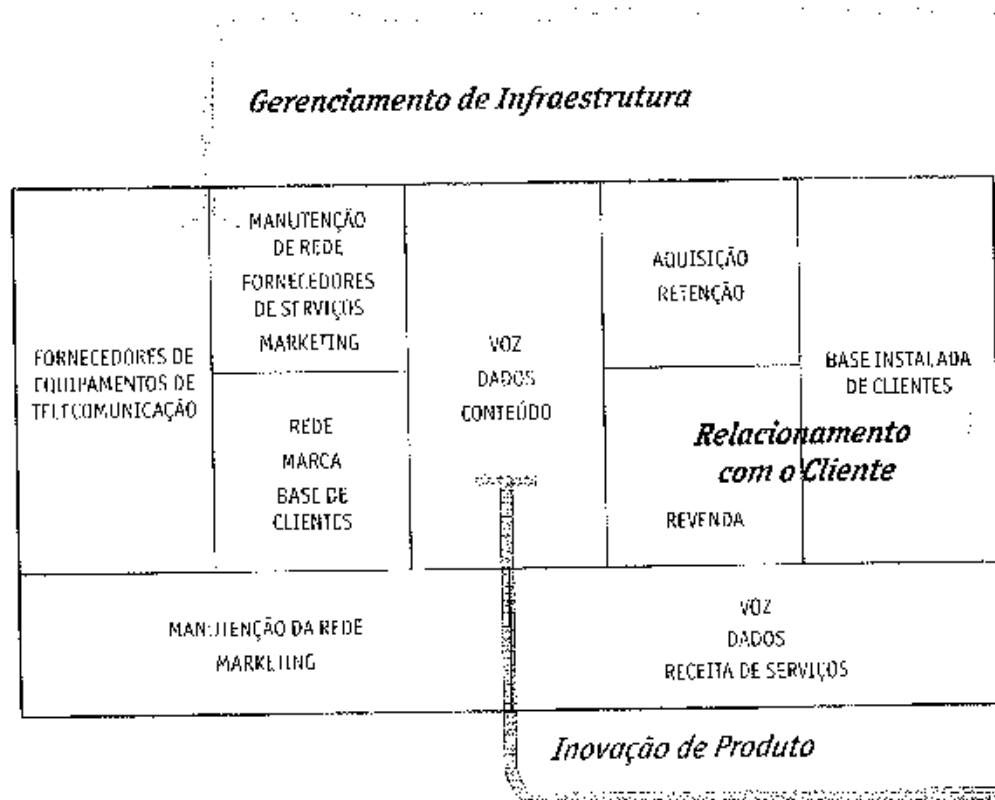 Gerenciamento de Infraestrutura
FORNECEDORES DE
EQUIPAMENTOS DE
TELECOMUNICAÇÃO
MANUTENÇÃO
DE REDE
FORNECEDORES
DE SERVIÇOS
MARKETING
REDE
MARCA
BASE DE
CLIENTES
VOZ
DADOS
CONTEÚDO
AQUISIÇÃO
RETENÇÃO
Relacionamento
com o Cliente
REVENDA
BASE INSTALADA
DE CLIENTES
MANUTENÇÃO DA REDE
MARKETING
VOZ
DADOS
RECEITA DE SERVIÇOS
Inovação de Produto